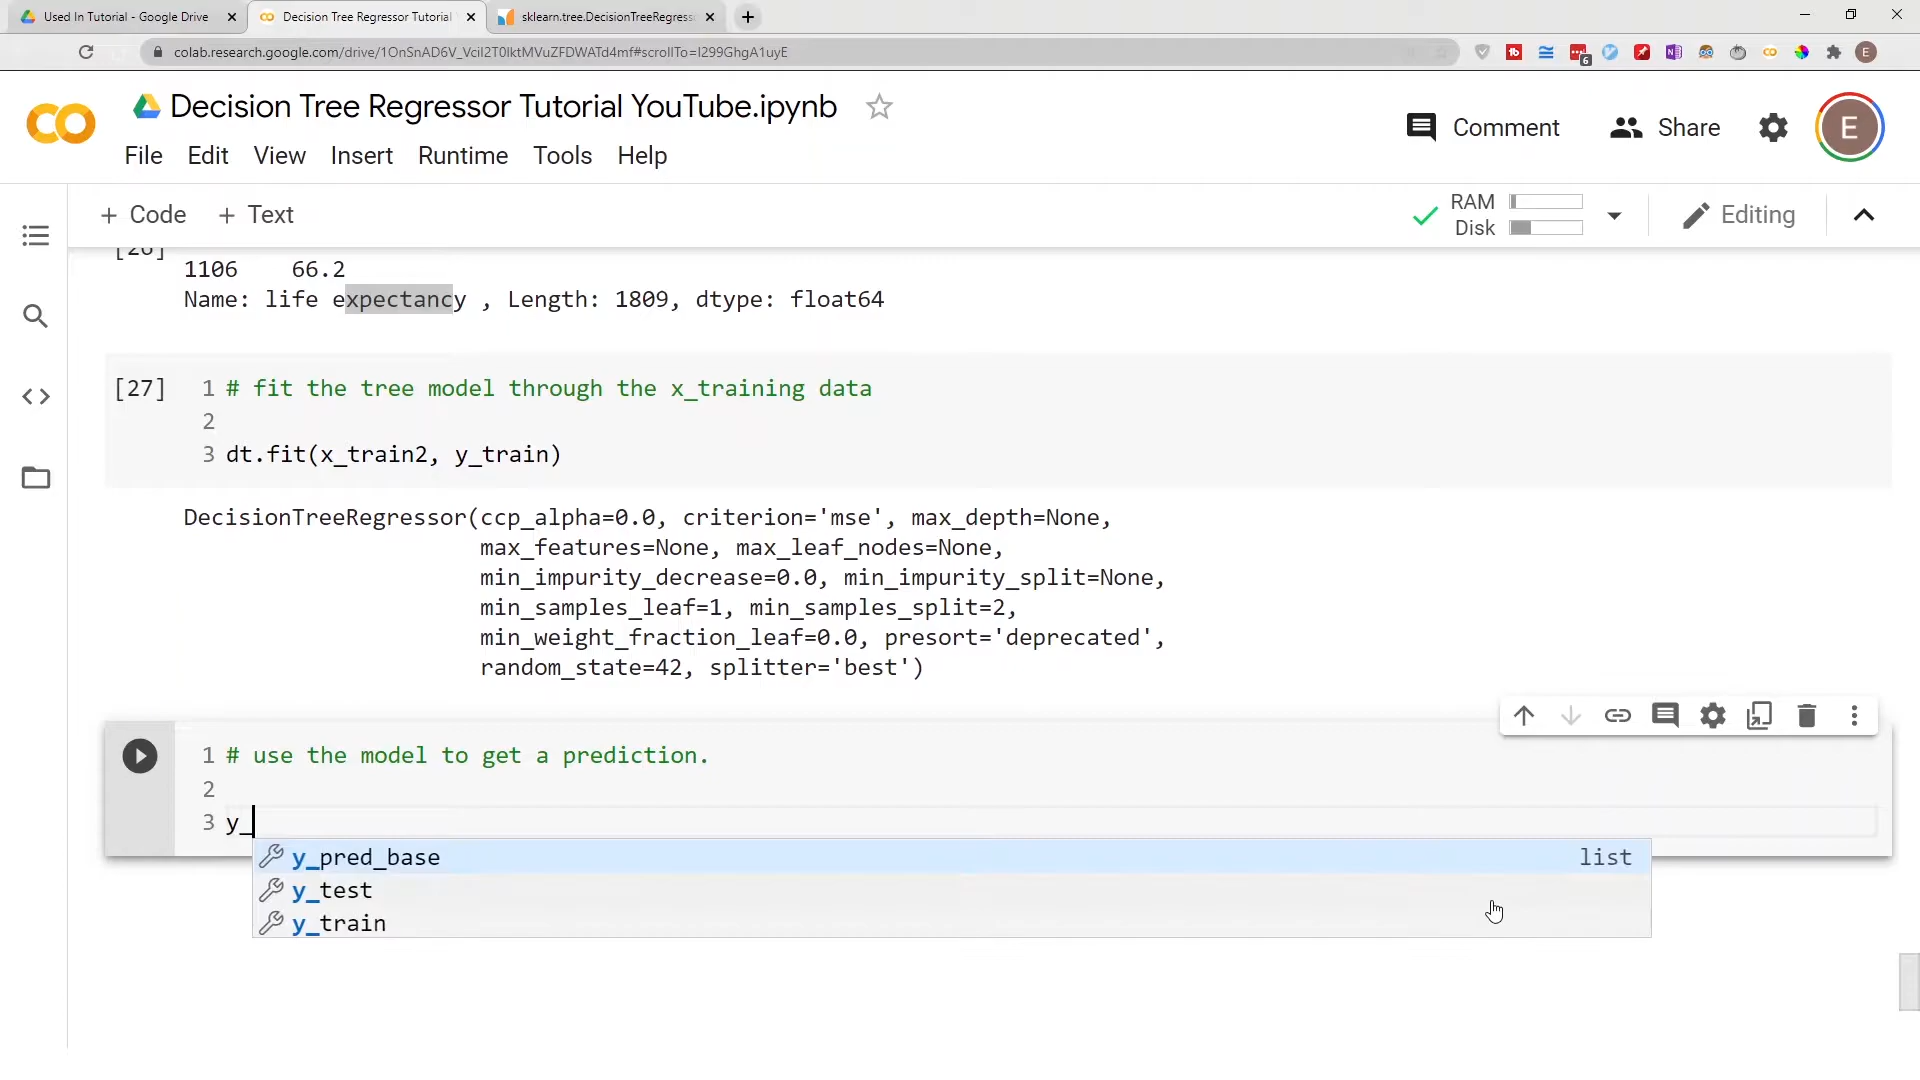 Used In Tutorial - Google Drive
Decision Tree Regressor Tutorial
sklearn.tree.DecisionTreeRegress
colab.research.google.com/drive/1OnSnAD6V_Vcil2T0lktMVuZFDWATd4mf#scrollTo=I299GhgA1uyE
6
E
Decision Tree Regressor Tutorial YouTube.ipynb
Comment
Share
E
File Edit View Insert Runtime Tools Help
+ Code + Text
RAM
Disk
Editing
[26]
1106    66.2
Name: life expectancy , Length: 1809, dtype: float64
[27]
1 # fit the tree model through the x_training data
2
3 dt.fit(x_train2, y_train)
DecisionTreeRegressor(ccp_alpha=0.0, criterion='mse', max_depth=None,
max_features=None, max_leaf_nodes=None,
min_impurity_decrease=0.0, min_impurity_split=None,
min_samples_leaf=1, min_samples_split=2,
min_weight_fraction_leaf=0.0, presort='deprecated',
random_state=42, splitter='best')
1 # use the model to get a prediction.
2
3 y_
y_pred_base list
y_test
y_train